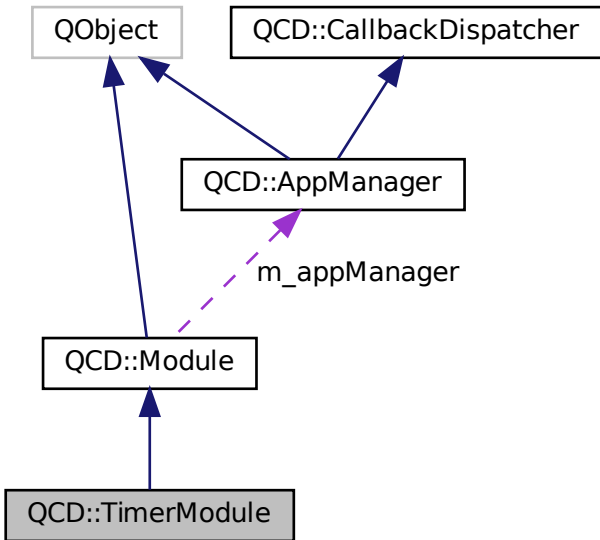 QObject
QCD::CallbackDispatcher
QCD::AppManager
m_appManager
QCD::Module
QCD::TimerModule